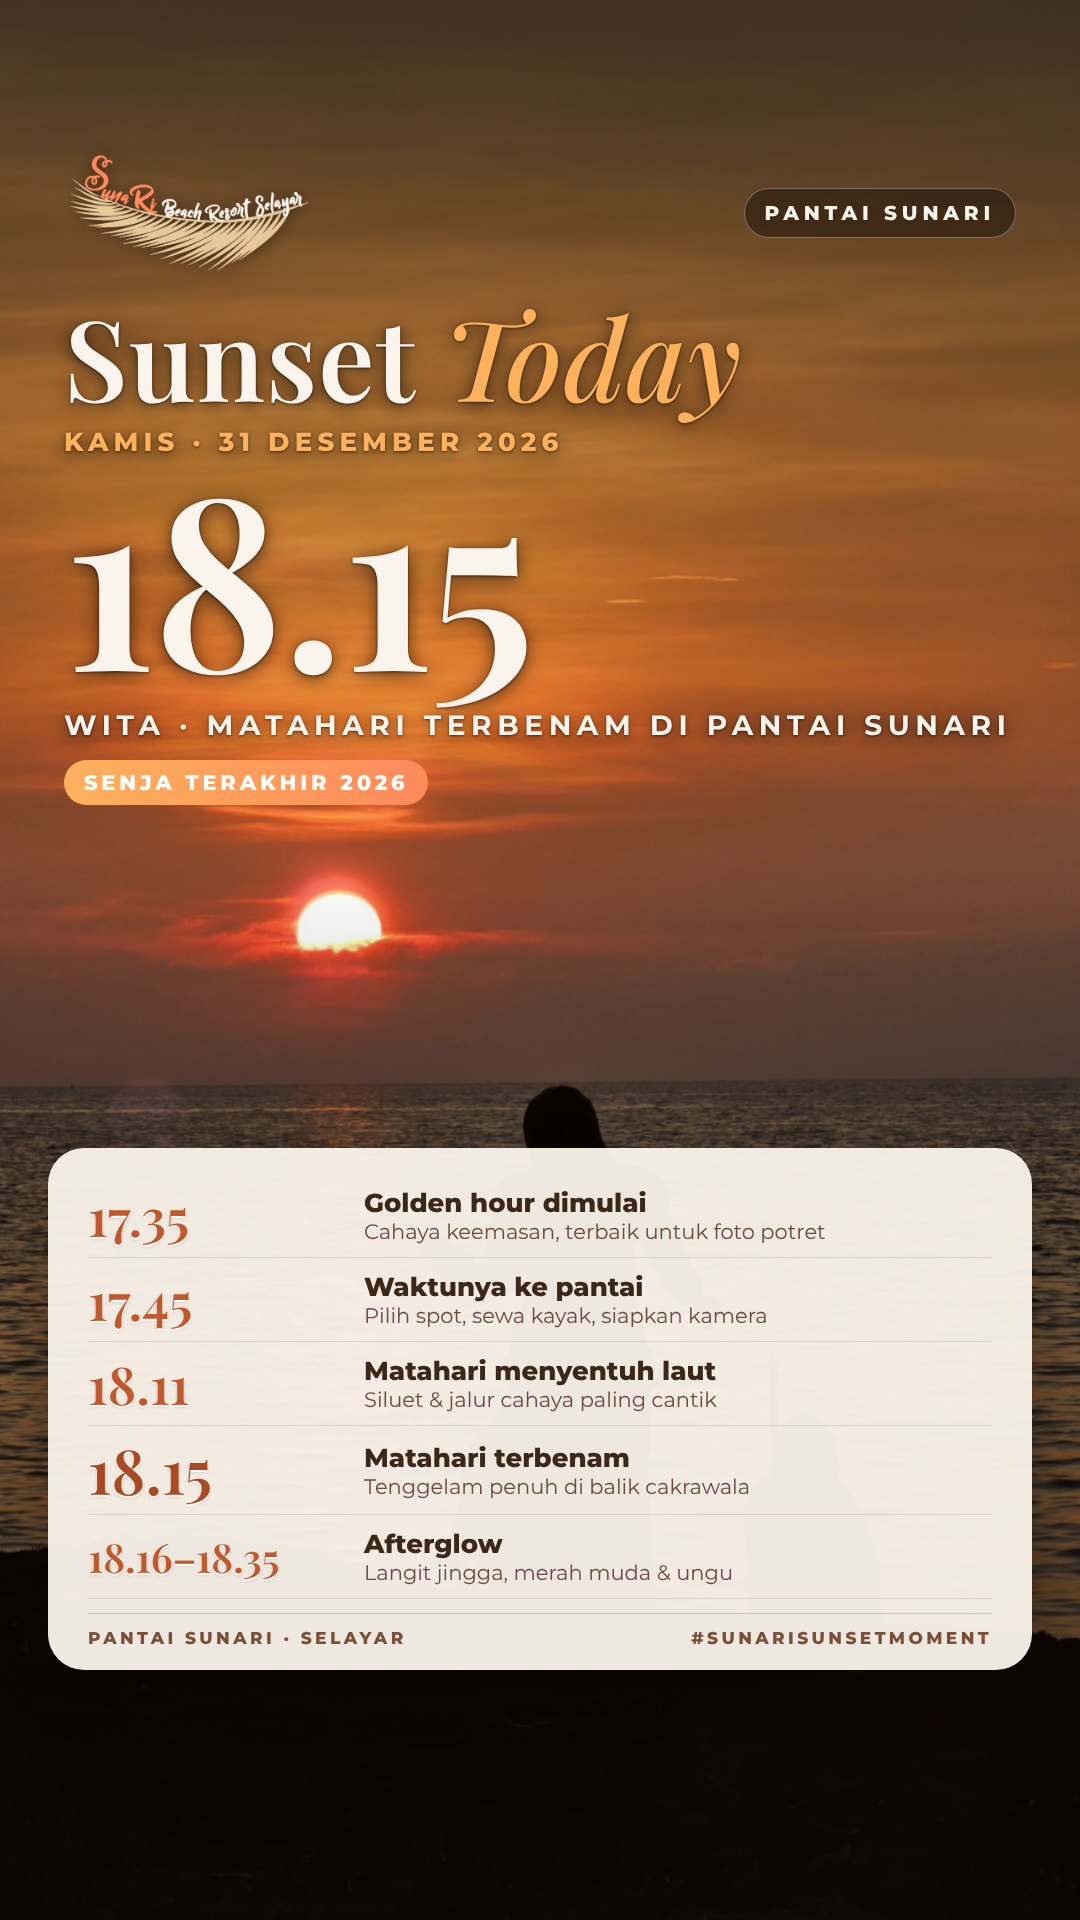 SunaRi Beach Resort Selayar
PANTAI SUNARI
Sunset Today
KAMIS · 31 DESEMBER 2026
18.15
WITA · MATAHARI TERBENAM DI PANTAI SUNARI
SENJA TERAKHIR 2026
17.35
Golden hour dimulai
Cahaya keemasan, terbaik untuk foto potret
17.45
Waktunya ke pantai
Pilih spot, sewa kayak, siapkan kamera
18.11
Matahari menyentuh laut
Siluet & jalur cahaya paling cantik
18.15
Matahari terbenam
Tenggelam penuh di balik cakrawala
18.16–18.35
Afterglow
Langit jingga, merah muda & ungu
PANTAI SUNARI · SELAYAR
#SUNARISUNSETMOMENT